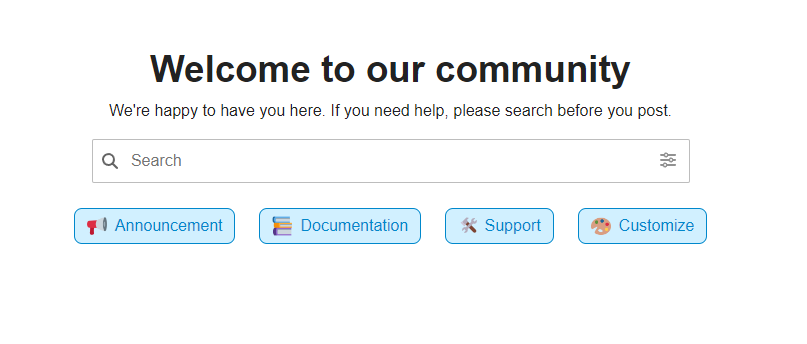 Welcome to our community
We're happy to have you here. If you need help, please search before you post.
Search
Announcement Documentation Support Customize